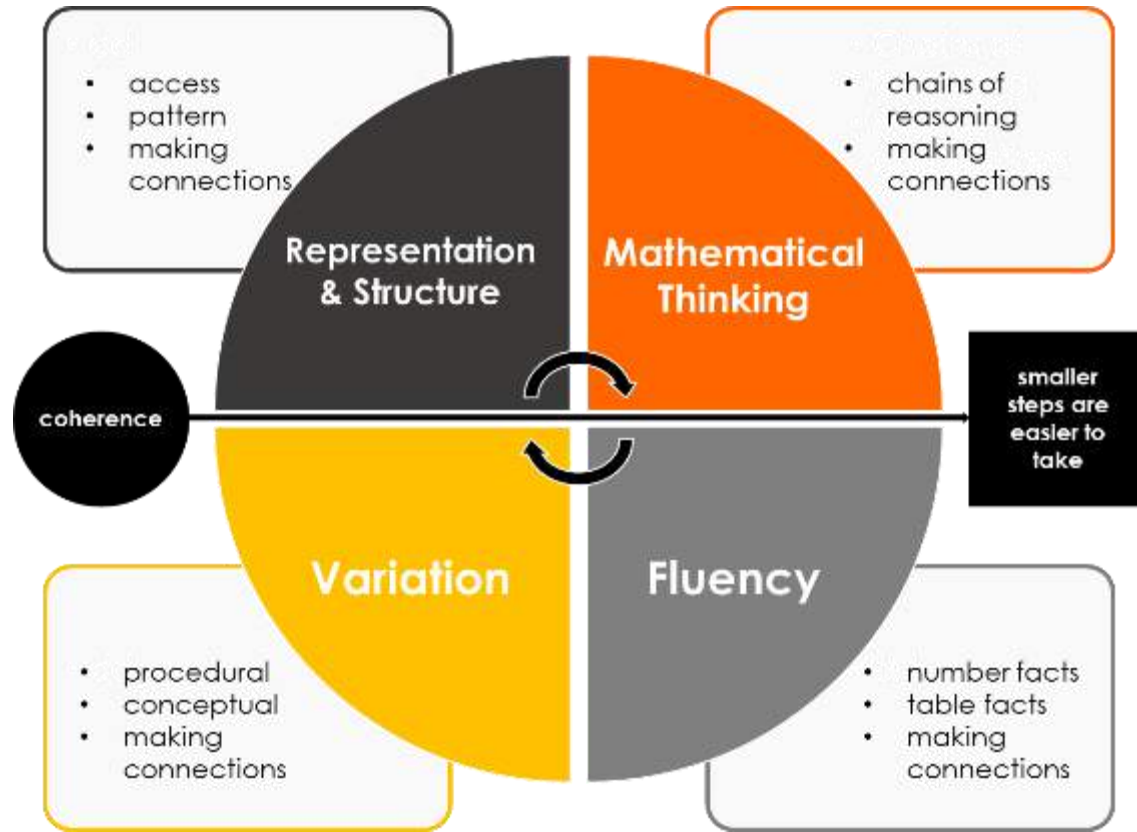 • access
• pattern
• making
connections
Representation
& Structure
Mathematical
Thinking
• chains of
reasoning
• making
connections
coherence
smaller
steps are
easier to
take
Variation
Fluency
• procedural
• conceptual
• making
connections
• number facts
• table facts
• making
connections